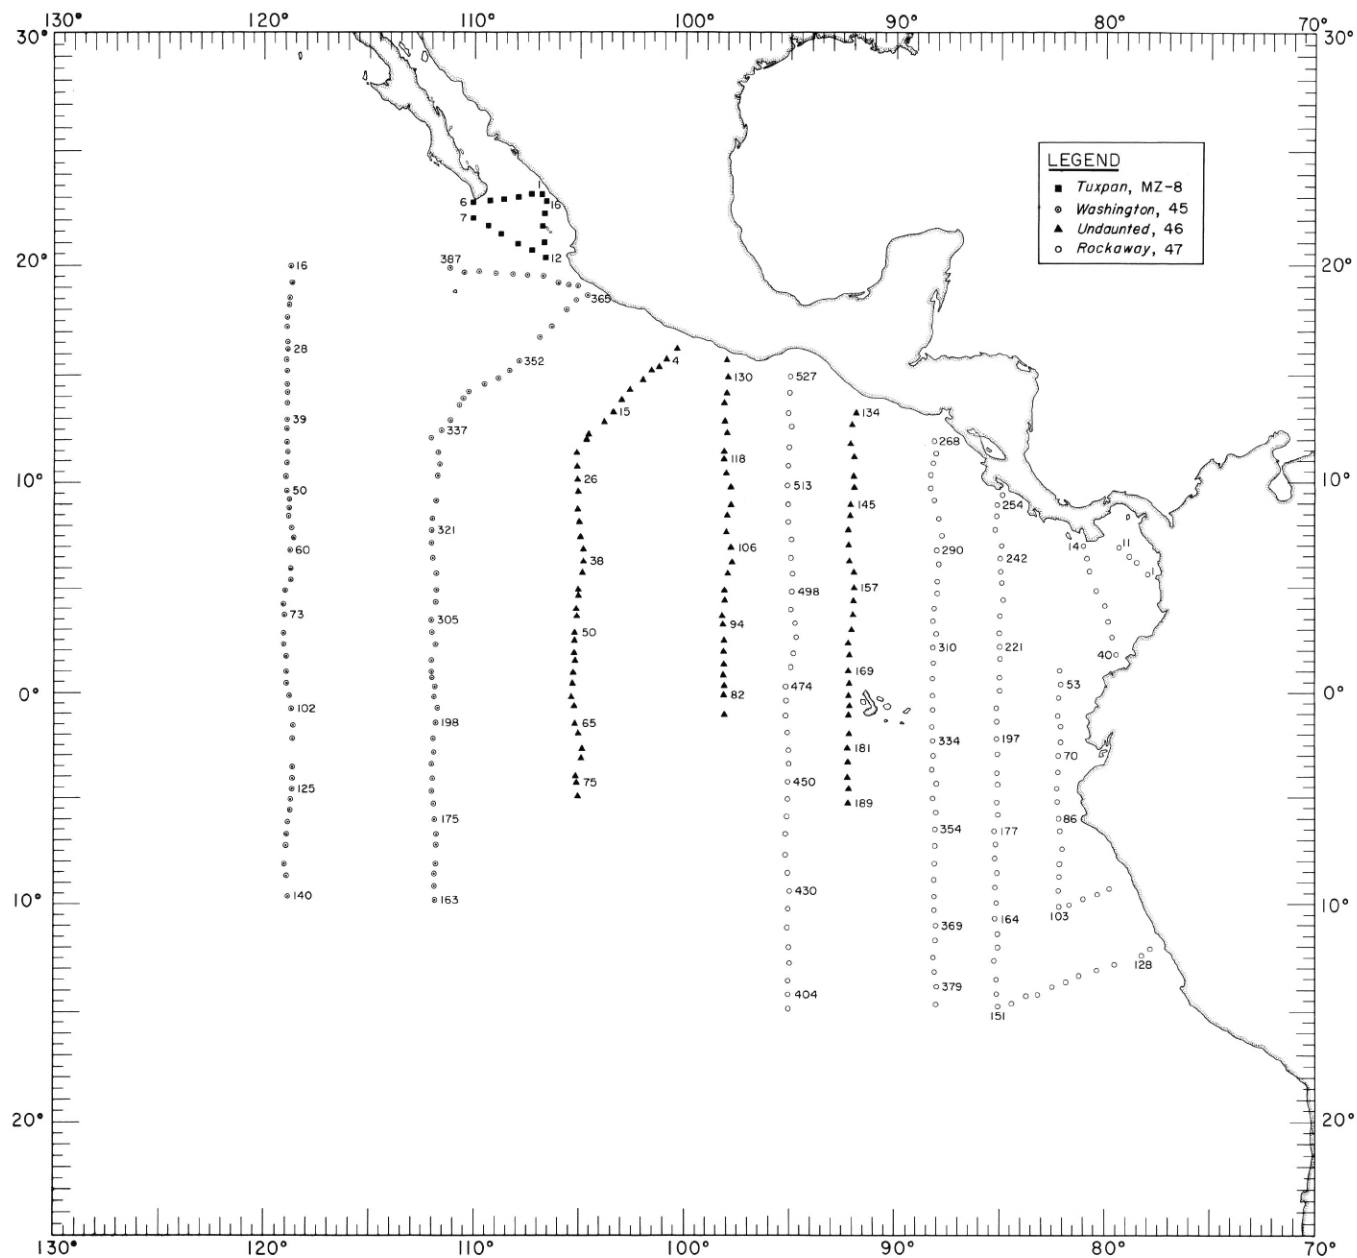 130° 120° 110° 100° 90° 80° 70°
30° 30°
LEGEND
Tuxpan, MZ-8
Washington, 45
Undaunted, 46
Rockaway, 47
1
6 16
7
12
387
20° 16 20°
365
28 352 4 130 527
15 134
39 337
118 268
10° 26 513 10°
50 145 254
321
60 38 106 290 242 14 11
157 498 1
73 305 50 94
310 221 40
169
0° 82 474 53 0°
102 198 65
181 334 197 70
125 75 450
189
175 354 177 86
10° 140 163 430 103 10°
369 164
128
404 379
151
20° 20°
130° 120° 110° 100° 90° 80° 70°